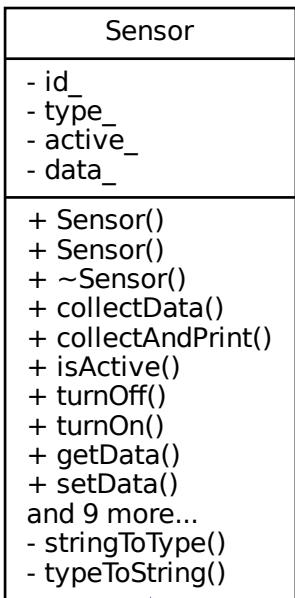 Sensor
- id_
- type_
- active_
- data_
+ Sensor()
+ Sensor()
+ ~Sensor()
+ collectData()
+ collectAndPrint()
+ isActive()
+ turnOff()
+ turnOn()
+ getData()
+ setData()
and 9 more...
- stringToType()
- typeToString()